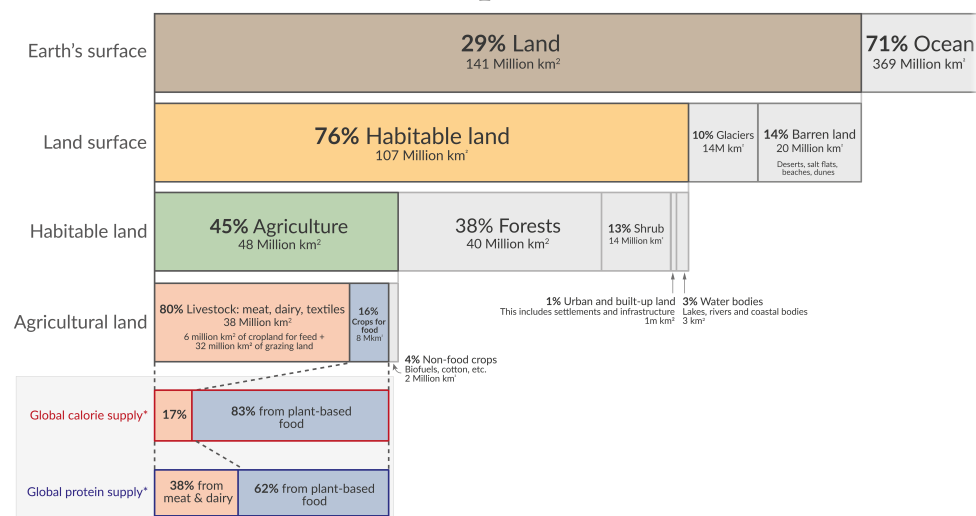 Earth's surface
29% Land
141 Million km²
71% Ocean
369 Million km²
Land surface
76% Habitable land
107 Million km²
10% Glaciers
14M km²
14% Barren land
20 Million km²
Deserts, salt flats,
beaches, dunes
Habitable land
45% Agriculture
48 Million km²
38% Forests
40 Million km²
13% Shrub
14 Million km²
1% Urban and built-up land
This includes settlements and infrastructure
1m km²
3% Water bodies
Lakes, rivers and coastal bodies
3 km²
Agricultural land
80% Livestock: meat, dairy, textiles
38 Million km²
6 million km² of cropland for feed +
32 million km² of grazing land
16%
Crops for
food
8 Mkm²
4% Non-food crops
Biofuels, cotton, etc.
2 Million km²
Global calorie supply*
17%
83% from plant-based
food
Global protein supply*
38% from
meat & dairy
62% from plant-based
food